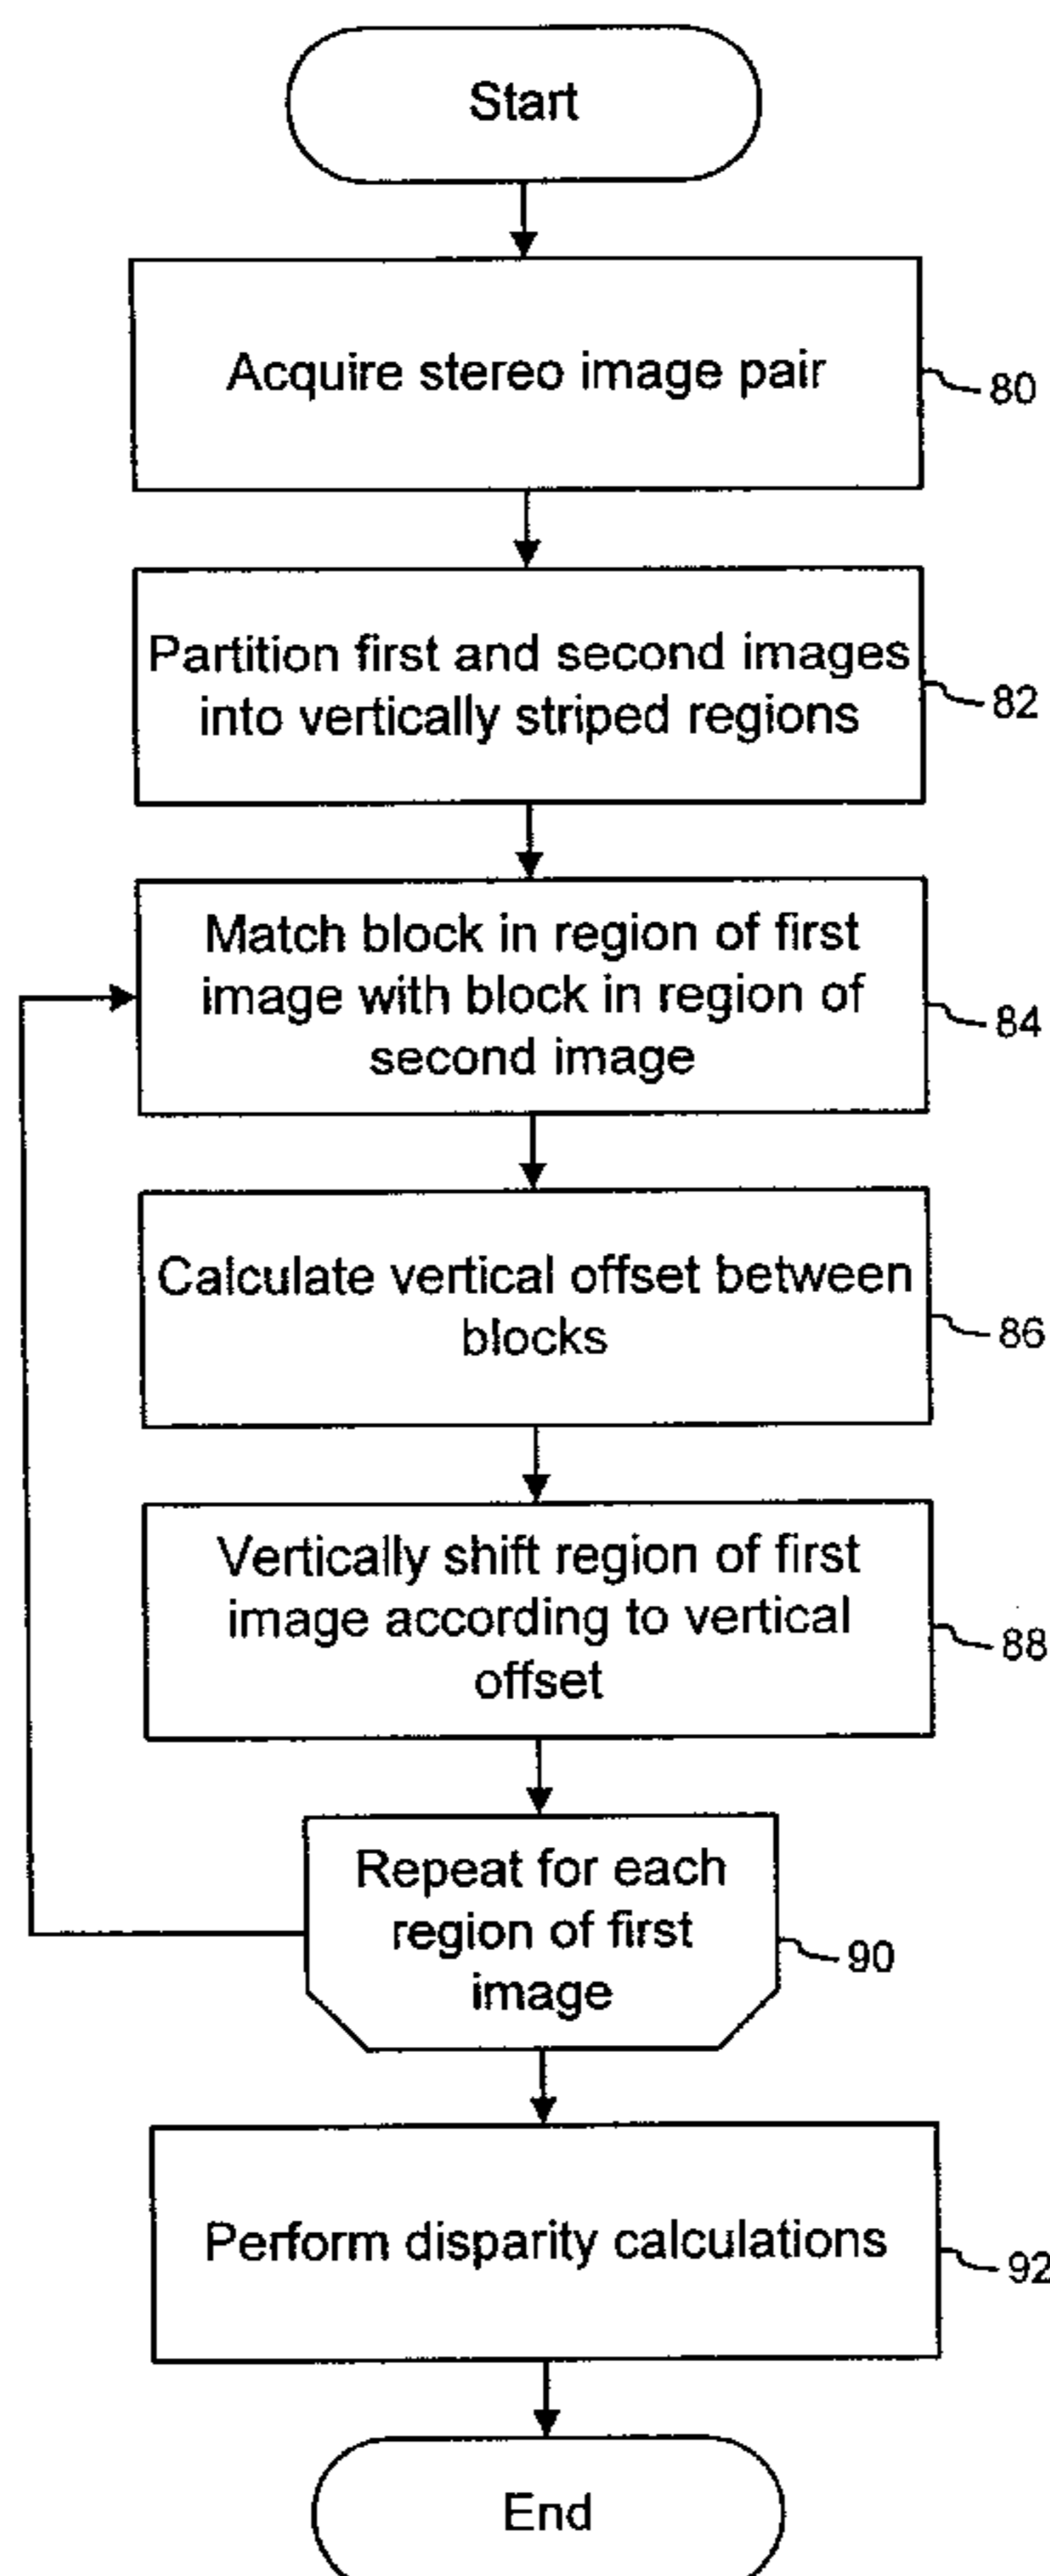 Start
Acquire stereo image pair
80
Partition first and second images
into vertically striped regions
82
Match block in region of first
image with block in region of
second image
84
Calculate vertical offset between
blocks
86
Vertically shift region of first
image according to vertical
offset
88
Repeat for each
region of first
image
90
Perform disparity calculations
92
End